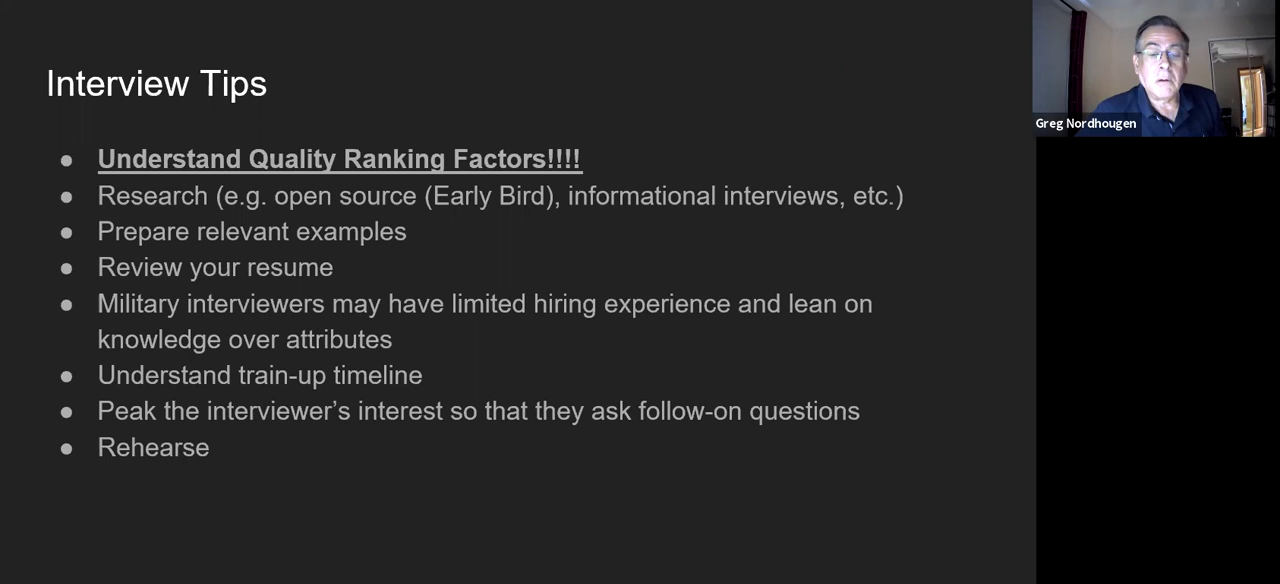 Interview Tips
Understand Quality Ranking Factors!!!!
Research (e.g. open source (Early Bird), informational interviews, etc.)
Prepare relevant examples
Review your resume
Military interviewers may have limited hiring experience and lean on
knowledge over attributes
Understand train-up timeline
Peak the interviewer’s interest so that they ask follow-on questions
Rehearse
Greg Nordhougen